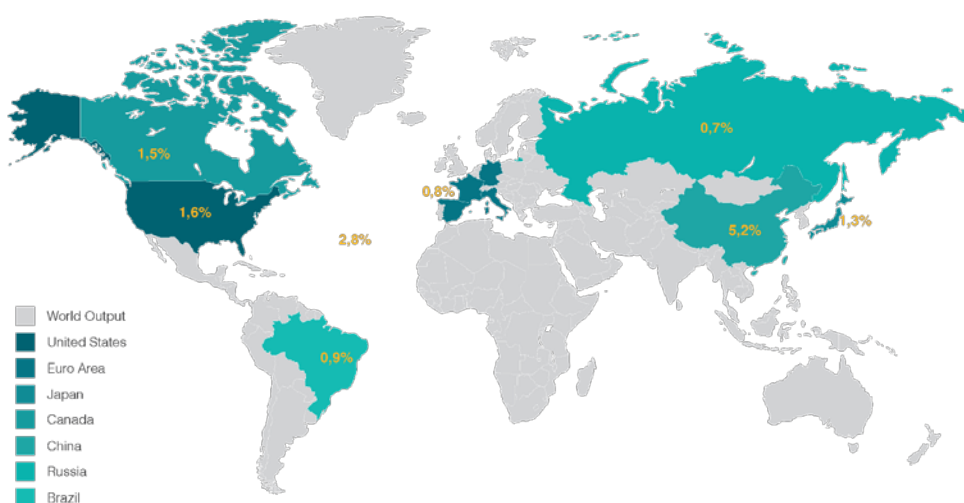 0,7%
1,5%
0,8%
1,6%
1,3%
5,2%
2,8%
World Output
United States
0,9%
Euro Area
Japan
Canada
China
Russia
Brazil